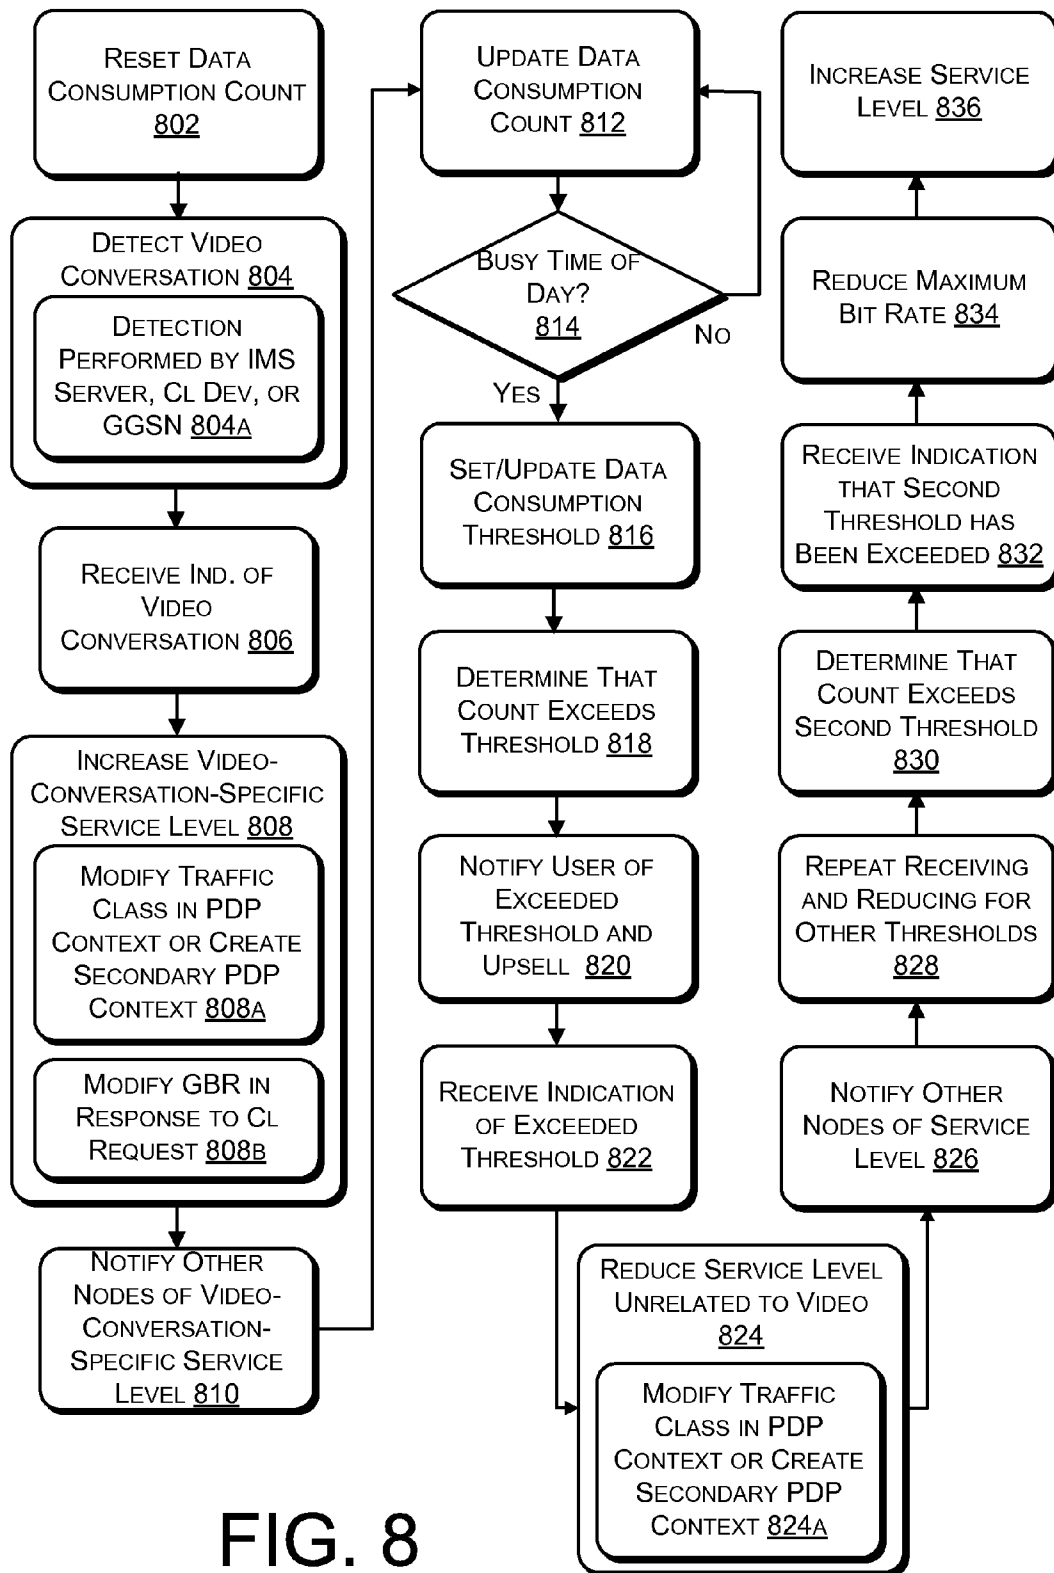 RESET DATA
CONSUMPTION COUNT
802
DETECT VIDEO
CONVERSATION 804
DETECTION
PERFORMED BY IMS
SERVER, CL DEV, OR
GGSN 804A
RECEIVE IND. OF
VIDEO
CONVERSATION 806
INCREASE VIDEO-
CONVERSATION-SPECIFIC
SERVICE LEVEL 808
MODIFY TRAFFIC
CLASS IN PDP
CONTEXT OR CREATE
SECONDARY PDP
CONTEXT 808A
MODIFY GBR IN
RESPONSE TO CL
REQUEST 808B
NOTIFY OTHER
NODES OF VIDEO-
CONVERSATION-
SPECIFIC SERVICE
LEVEL 810
UPDATE DATA
CONSUMPTION
COUNT 812
BUSY TIME OF
DAY?
814
NO
YES
SET/UPDATE DATA
CONSUMPTION
THRESHOLD 816
DETERMINE THAT
COUNT EXCEEDS
THRESHOLD 818
NOTIFY USER OF
EXCEEDED
THRESHOLD AND
UPSELL 820
RECEIVE INDICATION
OF EXCEEDED
THRESHOLD 822
REDUCE SERVICE LEVEL
UNRELATED TO VIDEO
824
MODIFY TRAFFIC
CLASS IN PDP
CONTEXT OR CREATE
SECONDARY PDP
CONTEXT 824A
NOTIFY OTHER
NODES OF SERVICE
LEVEL 826
REPEAT RECEIVING
AND REDUCING FOR
OTHER THRESHOLDS
828
DETERMINE THAT
COUNT EXCEEDS
SECOND THRESHOLD
830
RECEIVE INDICATION
THAT SECOND
THRESHOLD HAS
BEEN EXCEEDED 832
REDUCE MAXIMUM
BIT RATE 834
INCREASE SERVICE
LEVEL 836
FIG. 8